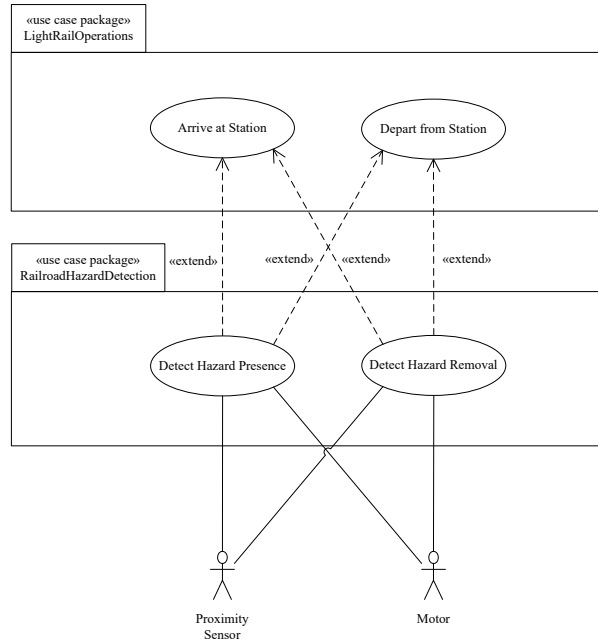 «use case package»
LightRailOperations
Arrive at Station
Depart from Station
«use case package»
RailroadHazardDetection
«extend»
«extend»
«extend»
«extend»
Detect Hazard Presence
Detect Hazard Removal
Proximity
Sensor
Motor